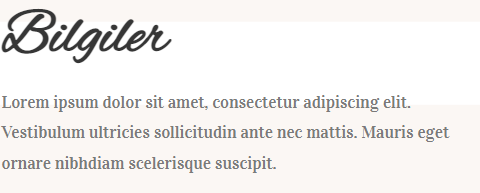 Bilgiler
Lorem ipsum dolor sit amet, consectetur adipiscing elit.
Vestibulum ultricies sollicitudin ante nec mattis. Mauris eget
ornare nibhdiam scelerisque suscipit.